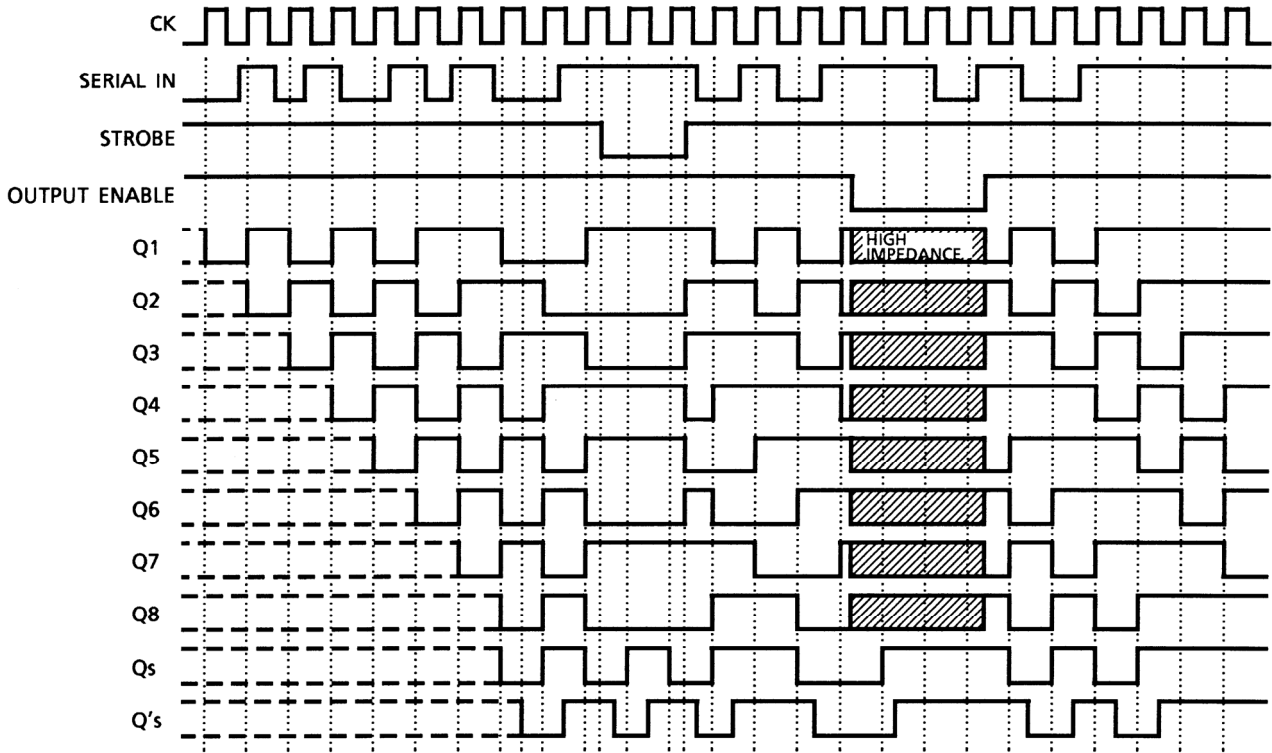 CK
SERIAL IN
STROBE
OUTPUT ENABLE
Q1
HIGH
IMPEDANCE
Q2
Q3
Q4
Q5
Q6
Q7
Q8
Qs
Q's